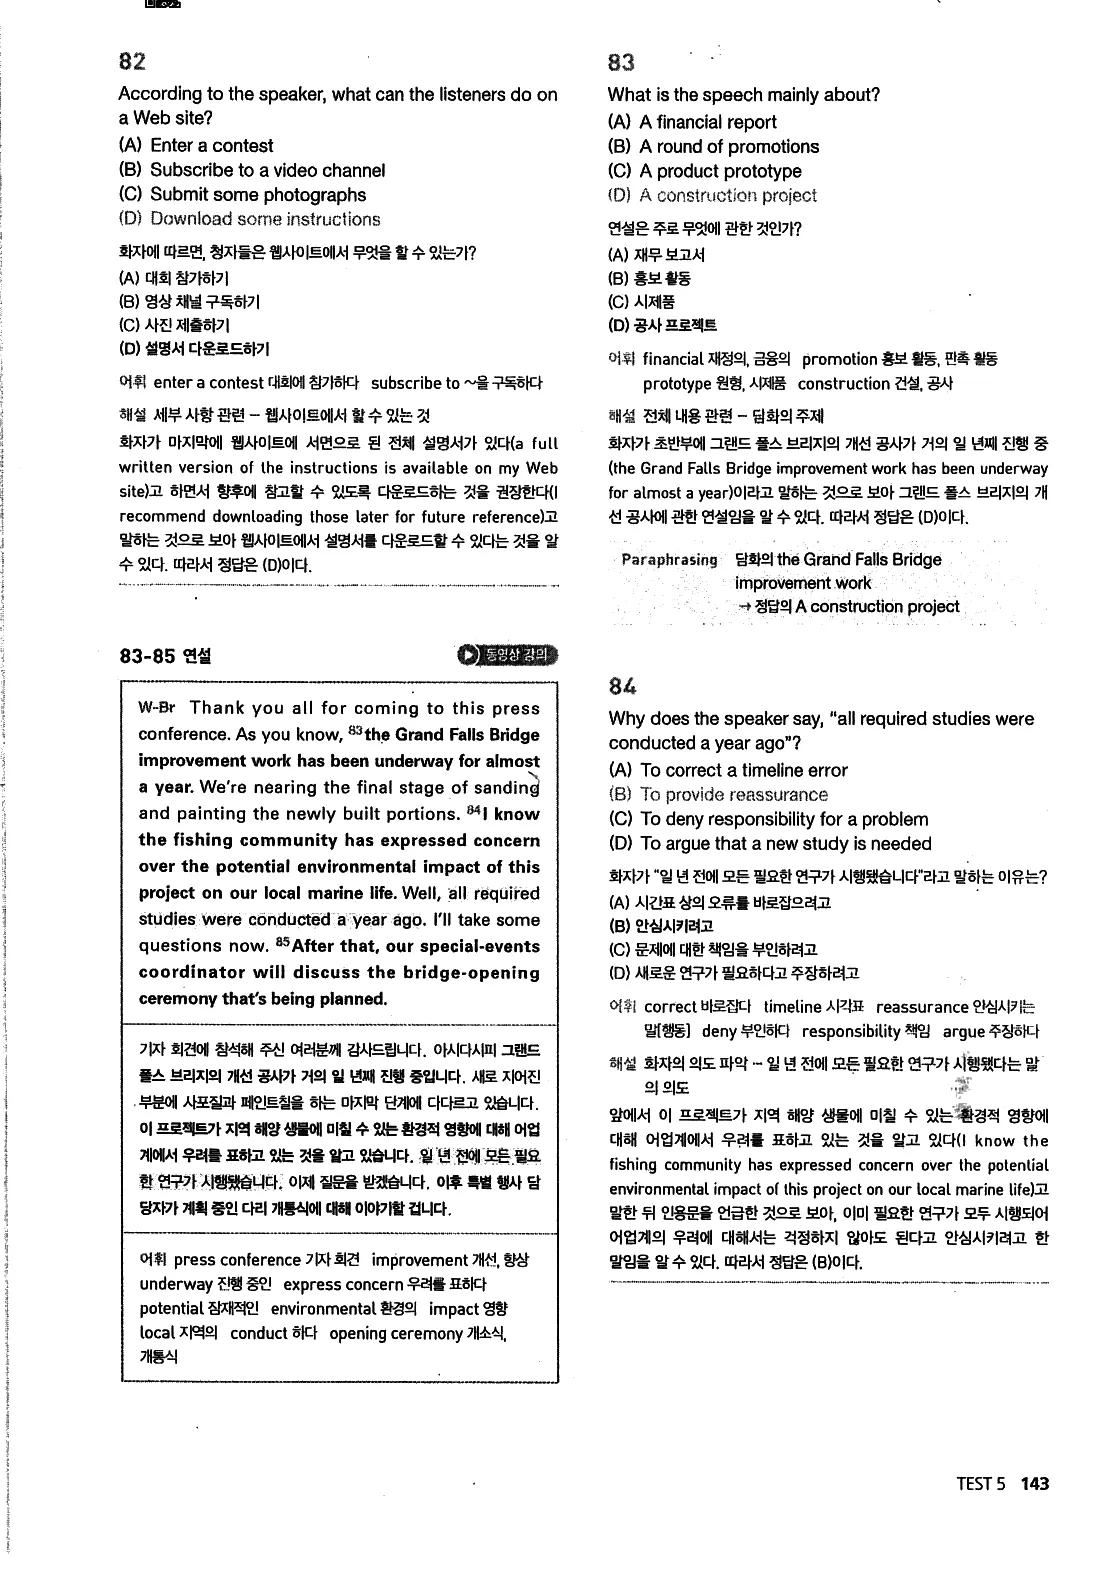 82
According to the speaker, what can the listeners do on
a Web site?
(A) Enter a contest
(B) Subscribe to a video channel
(C) Submit some photographs
(D) Download some instructions
화자에 따르면, 청자들은 웹사이트에서 무엇을 할 수 있는가?
(A) 대회 참가하기
(B) 영상 채널 구독하기
(C) 사진 제출하기
(D) 설명서 다운로드하기
어휘 enter a contest 대회에 참가하다 subscribe to ~을 구독하다
해설 세부 사항 관련 – 웹사이트에서 할 수 있는 것
화자가 마지막에 웹사이트에 서면으로 된 전체 설명서가 있다(a full
written version of the instructions is available on my Web
site)고 하면서 향후에 참고할 수 있도록 다운로드하는 것을 권장한다(I
recommend downloading those later for future reference)고
말하는 것으로 보아 웹사이트에서 설명서를 다운로드할 수 있다는 것을 알
수 있다. 따라서 정답은 (D)이다.
83-85 연설
동영상 강의
W-Br Thank you all for coming to this press
conference. As you know, 83the Grand Falls Bridge
improvement work has been underway for almost
a year. We're nearing the final stage of sanding
and painting the newly built portions. 84I know
the fishing community has expressed concern
over the potential environmental impact of this
project on our local marine life. Well, all required
studies were conducted a year ago. I'll take some
questions now. 85After that, our special-events
coordinator will discuss the bridge-opening
ceremony that's being planned.
기자 회견에 참석해 주신 여러분께 감사드립니다. 아시다시피 그랜드
폴스 브리지의 개선 공사가 거의 일 년째 진행 중입니다. 새로 지어진
부분에 사포질과 페인트칠을 하는 마지막 단계에 다다르고 있습니다.
이 프로젝트가 지역 해양 생물에 미칠 수 있는 환경적 영향에 대해 어업
계에서 우려를 표하고 있는 것을 알고 있습니다. 일 년 전에 모든 필요
한 연구가 시행됐습니다. 이제 질문을 받겠습니다. 이후 특별 행사 담
당자가 계획 중인 다리 개통식에 대해 이야기할 겁니다.
어휘 press conference 기자 회견 improvement 개선, 향상
underway 진행 중인 express concern 우려를 표하다
potential 잠재적인 environmental 환경의 impact 영향
local 지역의 conduct 하다 opening ceremony 개소식,
개통식
83
What is the speech mainly about?
(A) A financial report
(B) A round of promotions
(C) A product prototype
(D) A construction project
연설은 주로 무엇에 관한 것인가?
(A) 재무 보고서
(B) 홍보 활동
(C) 시제품
(D) 공사 프로젝트
어휘 financial 재정의, 금융의 promotion 홍보 활동, 판촉 활동
prototype 원형, 시제품 construction 건설, 공사
해설 전체 내용 관련 – 담화의 주제
화자가 초반부에 그랜드 폴스 브리지의 개선 공사가 거의 일 년째 진행 중
(the Grand Falls Bridge improvement work has been underway
for almost a year)이라고 말하는 것으로 보아 그랜드 폴스 브리지의 개
선 공사에 관한 연설임을 알 수 있다. 따라서 정답은 (D)이다.
Paraphrasing 담화의 the Grand Falls Bridge
improvement work
→ 정답의 A construction project
84
Why does the speaker say, "all required studies were
conducted a year ago"?
(A) To correct a timeline error
(B) To provide reassurance
(C) To deny responsibility for a problem
(D) To argue that a new study is needed
화자가 "일 년 전에 모든 필요한 연구가 시행됐습니다"라고 말하는 이유는?
(A) 시간표 상의 오류를 바로잡으려고
(B) 안심시키려고
(C) 문제에 대한 책임을 부인하려고
(D) 새로운 연구가 필요하다고 주장하려고
어휘 correct 바로잡다 timeline 시각표 reassurance 안심시키는
말[행동] deny 부인하다 responsibility 책임 argue 주장하다
해설 화자의 의도 파악 – 일 년 전에 모든 필요한 연구가 시행됐다는 말
의 의도
앞에서 이 프로젝트가 지역 해양 생물에 미칠 수 있는 환경적 영향에
대해 어업계에서 우려를 표하고 있는 것을 알고 있다(I know the
fishing community has expressed concern over the potential
environmental impact of this project on our local marine life)고
말한 뒤 인용문을 언급한 것으로 보아, 이미 필요한 연구가 모두 시행되어
어업계의 우려에 대해서는 걱정하지 않아도 된다고 안심시키려고 한
말임을 알 수 있다. 따라서 정답은 (B)이다.
TEST 5 143